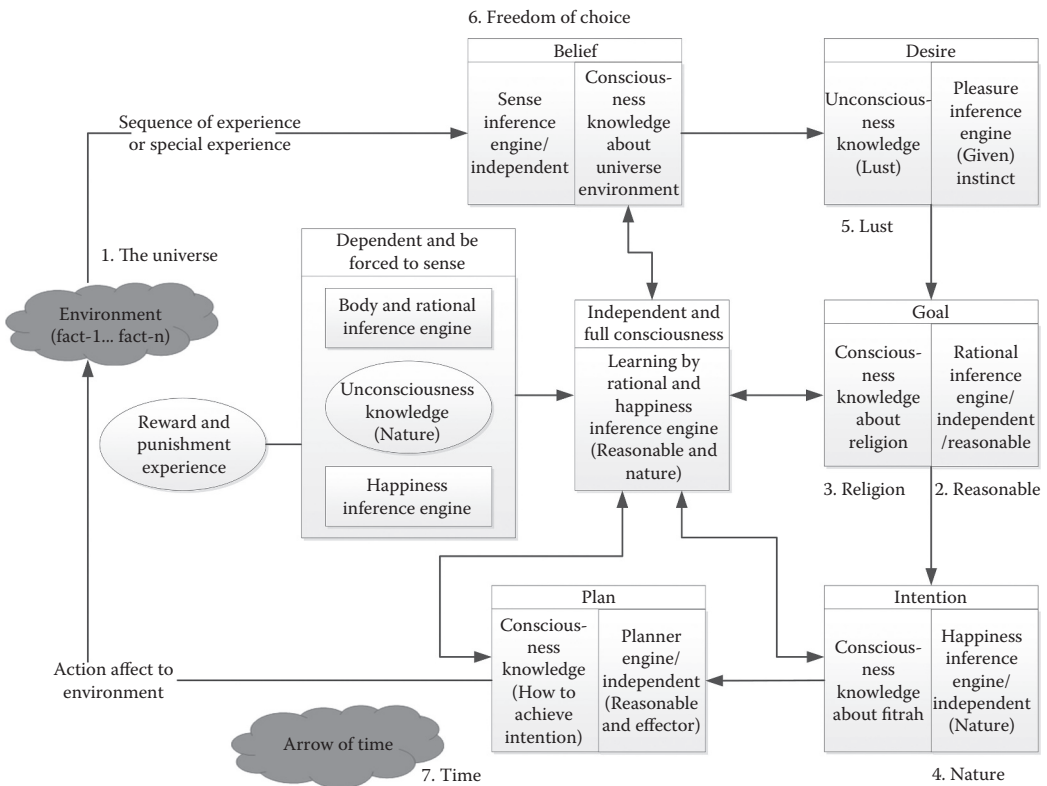 6. Freedom of choice
Belief
Sense
inference
engine/
independent
Conscious-
ness
knowledge
about
universe
environment
Desire
Unconscious-
ness
knowledge
(Lust)
Pleasure
inference
engine
(Given)
instinct
Sequence of experience
or special experience
5. Lust
1. The universe
Environment
(fact-1... fact-n)
Dependent and be
forced to sense
Body and rational
inference engine
Unconsciousness
knowledge
(Nature)
Happiness
inference engine
Reward and
punishment
experience
Independent and
full consciousness
Learning by
rational and
happiness
inference engine
(Reasonable and
nature)
Goal
Conscious-
ness
knowledge
about
religion
Rational
inference
engine/
independent
/reasonable
3. Religion
2. Reasonable
Plan
Conscious-
ness
knowledge
(How to
achieve
intention)
Planner
engine/
independent
(Reasonable
and effector)
Intention
Conscious-
ness
knowledge
about fitrah
Happiness
inference
engine/
independent
(Nature)
Action affect to
environment
Arrow of time
7. Time
4. Nature